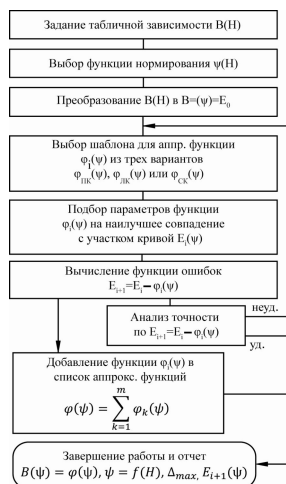 Задание табличной зависимости B(H)
Выбор функции нормирования ψ(H)
Преобразование B(H) в B=(ψ)=E₀
Выбор шаблона для аппр. функции
φᵢ(ψ) из трех вариантов
φ_ПК(ψ), φ_ЛК(ψ) или φ_СК(ψ)
Подбор параметров функции
φᵢ(ψ) на наилучшее совпадение
с участком кривой Eᵢ(ψ)
Вычисление функции ошибок
Eᵢ₊₁=Eᵢ−φᵢ(ψ)
неуд.
Анализ точности
по Eᵢ₊₁=Eᵢ−φᵢ(ψ)
уд.
Добавление функции φᵢ(ψ) в
список аппрокс. функций
m
φ(ψ) = ∑ φₖ(ψ)
k=1
Завершение работы и отчет
B(ψ) = φ(ψ), ψ = f(H), Δₘₐₓ, Eᵢ₊₁(ψ)